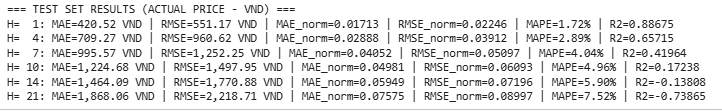 === TEST SET RESULTS (ACTUAL PRICE - VND) ===
H=  1: MAE=420.52 VND | RMSE=551.17 VND | MAE_norm=0.01713 | RMSE_norm=0.02246 | MAPE=1.72% | R2=0.88675
H=  4: MAE=709.27 VND | RMSE=960.62 VND | MAE_norm=0.02888 | RMSE_norm=0.03912 | MAPE=2.89% | R2=0.65715
H=  7: MAE=995.57 VND | RMSE=1,252.25 VND | MAE_norm=0.04052 | RMSE_norm=0.05097 | MAPE=4.04% | R2=0.41964
H= 10: MAE=1,224.68 VND | RMSE=1,497.95 VND | MAE_norm=0.04981 | RMSE_norm=0.06093 | MAPE=4.96% | R2=0.17238
H= 14: MAE=1,464.09 VND | RMSE=1,770.88 VND | MAE_norm=0.05949 | RMSE_norm=0.07196 | MAPE=5.90% | R2=-0.13808
H= 21: MAE=1,868.06 VND | RMSE=2,218.71 VND | MAE_norm=0.07575 | RMSE_norm=0.08997 | MAPE=7.52% | R2=-0.73865